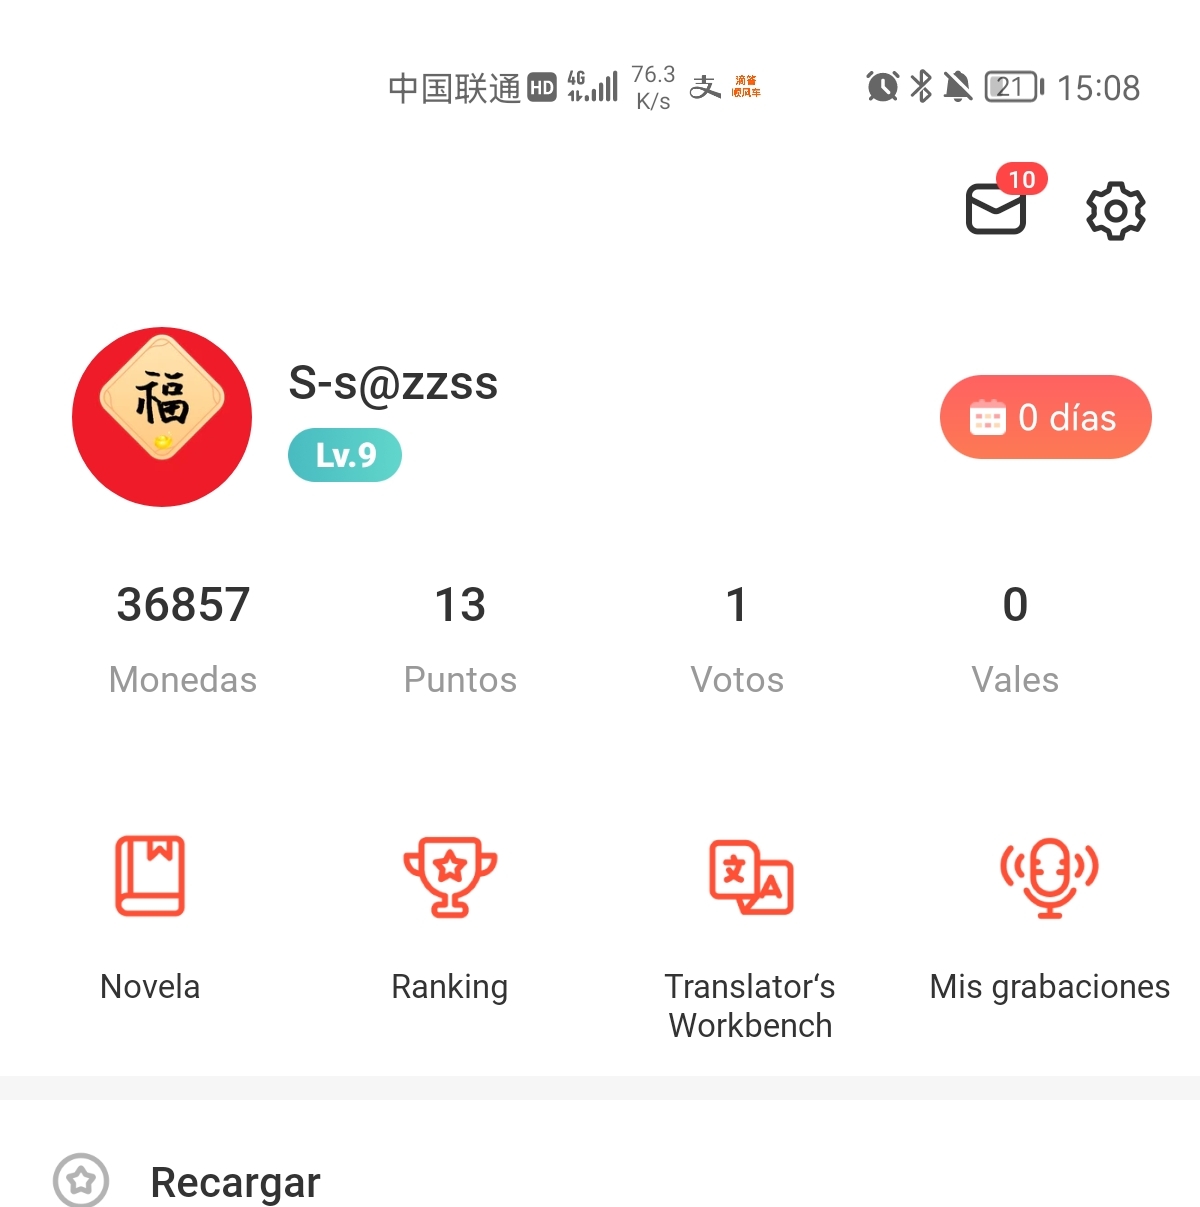 中国联通 HD 4G 76.3 K/s 支 滴答顺风车 21 15:08
10
福
S-s@zzss
Lv.9
0 días
36857 13 1 0
Monedas Puntos Votos Vales
文 A
Novela Ranking Translator‘s Workbench Mis grabaciones
Recargar